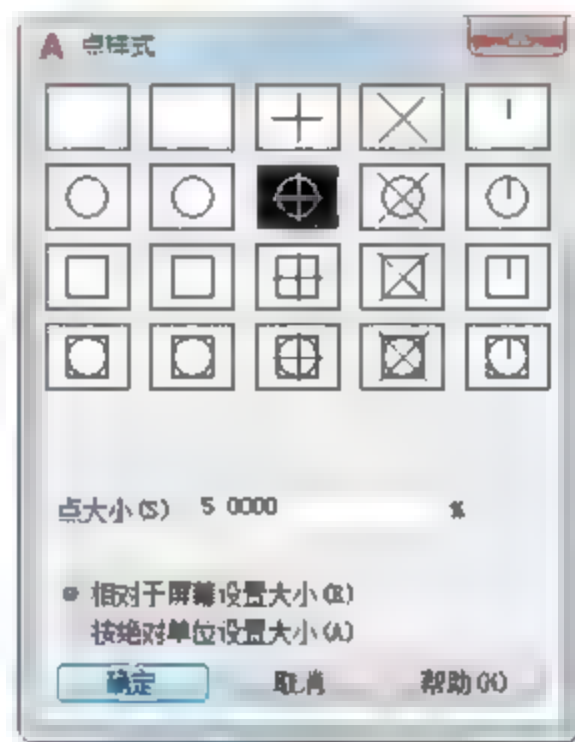 点样式
点大小(S) 5.0000 %
相对于屏幕设置大小(R)
按绝对单位设置大小(A)
确定 取消 帮助(H)